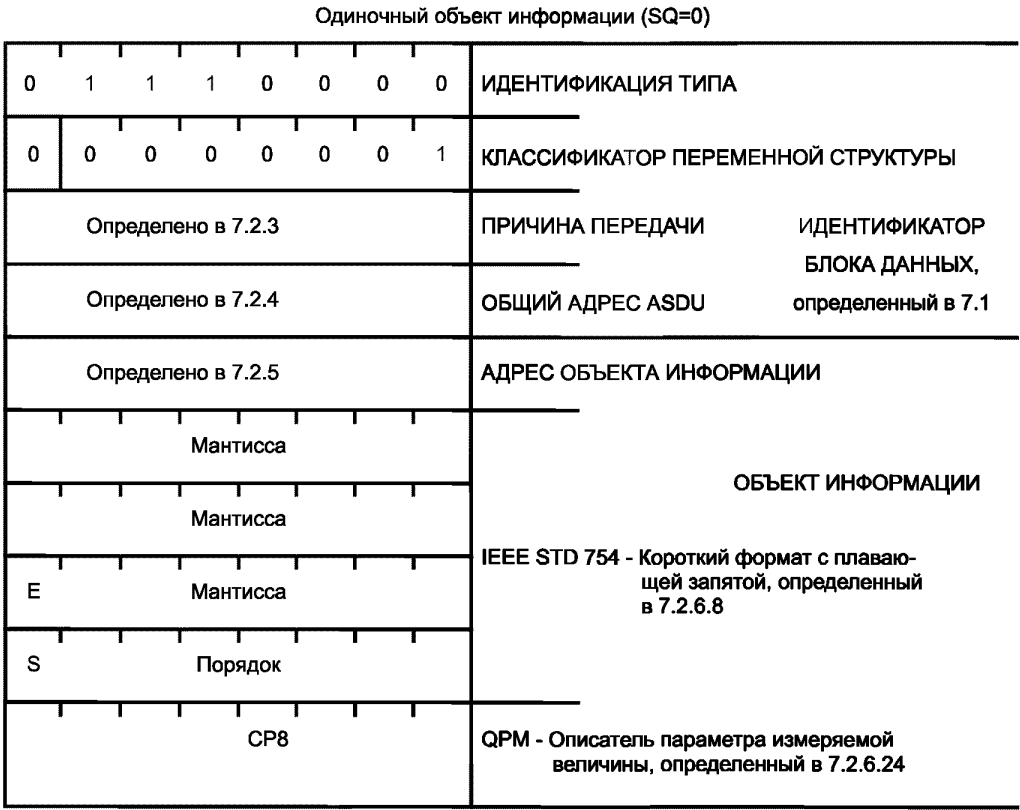 Одиночный объект информации (SQ=0)
0 1 1 1 0 0 0 0 ИДЕНТИФИКАЦИЯ ТИПА
0 0 0 0 0 0 0 1 КЛАССИФИКАТОР ПЕРЕМЕННОЙ СТРУКТУРЫ
Определено в 7.2.3 ПРИЧИНА ПЕРЕДАЧИ ИДЕНТИФИКАТОР
БЛОКА ДАННЫХ,
Определено в 7.2.4 ОБЩИЙ АДРЕС ASDU определенный в 7.1
Определено в 7.2.5 АДРЕС ОБЪЕКТА ИНФОРМАЦИИ
Мантисса
ОБЪЕКТ ИНФОРМАЦИИ
Мантисса
IEEE STD 754 - Короткий формат с плаваю-
щей запятой, определенный
в 7.2.6.8
E Мантисса
S Порядок
CP8 QPM - Описатель параметра измеряемой
величины, определенный в 7.2.6.24